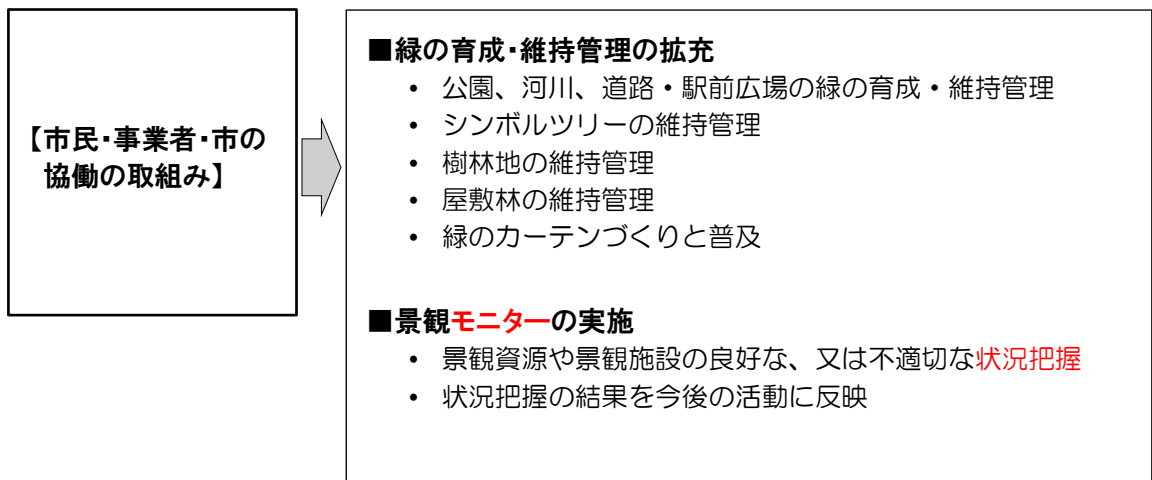 【市民・事業者・市の
協働の取組み】
■緑の育成・維持管理の拡充
• 公園、河川、道路・駅前広場の緑の育成・維持管理
• シンボルツリーの維持管理
• 樹林地の維持管理
• 屋敷林の維持管理
• 緑のカーテンづくりと普及
■景観モニターの実施
• 景観資源や景観施設の良好な、又は不適切な状況把握
• 状況把握の結果を今後の活動に反映